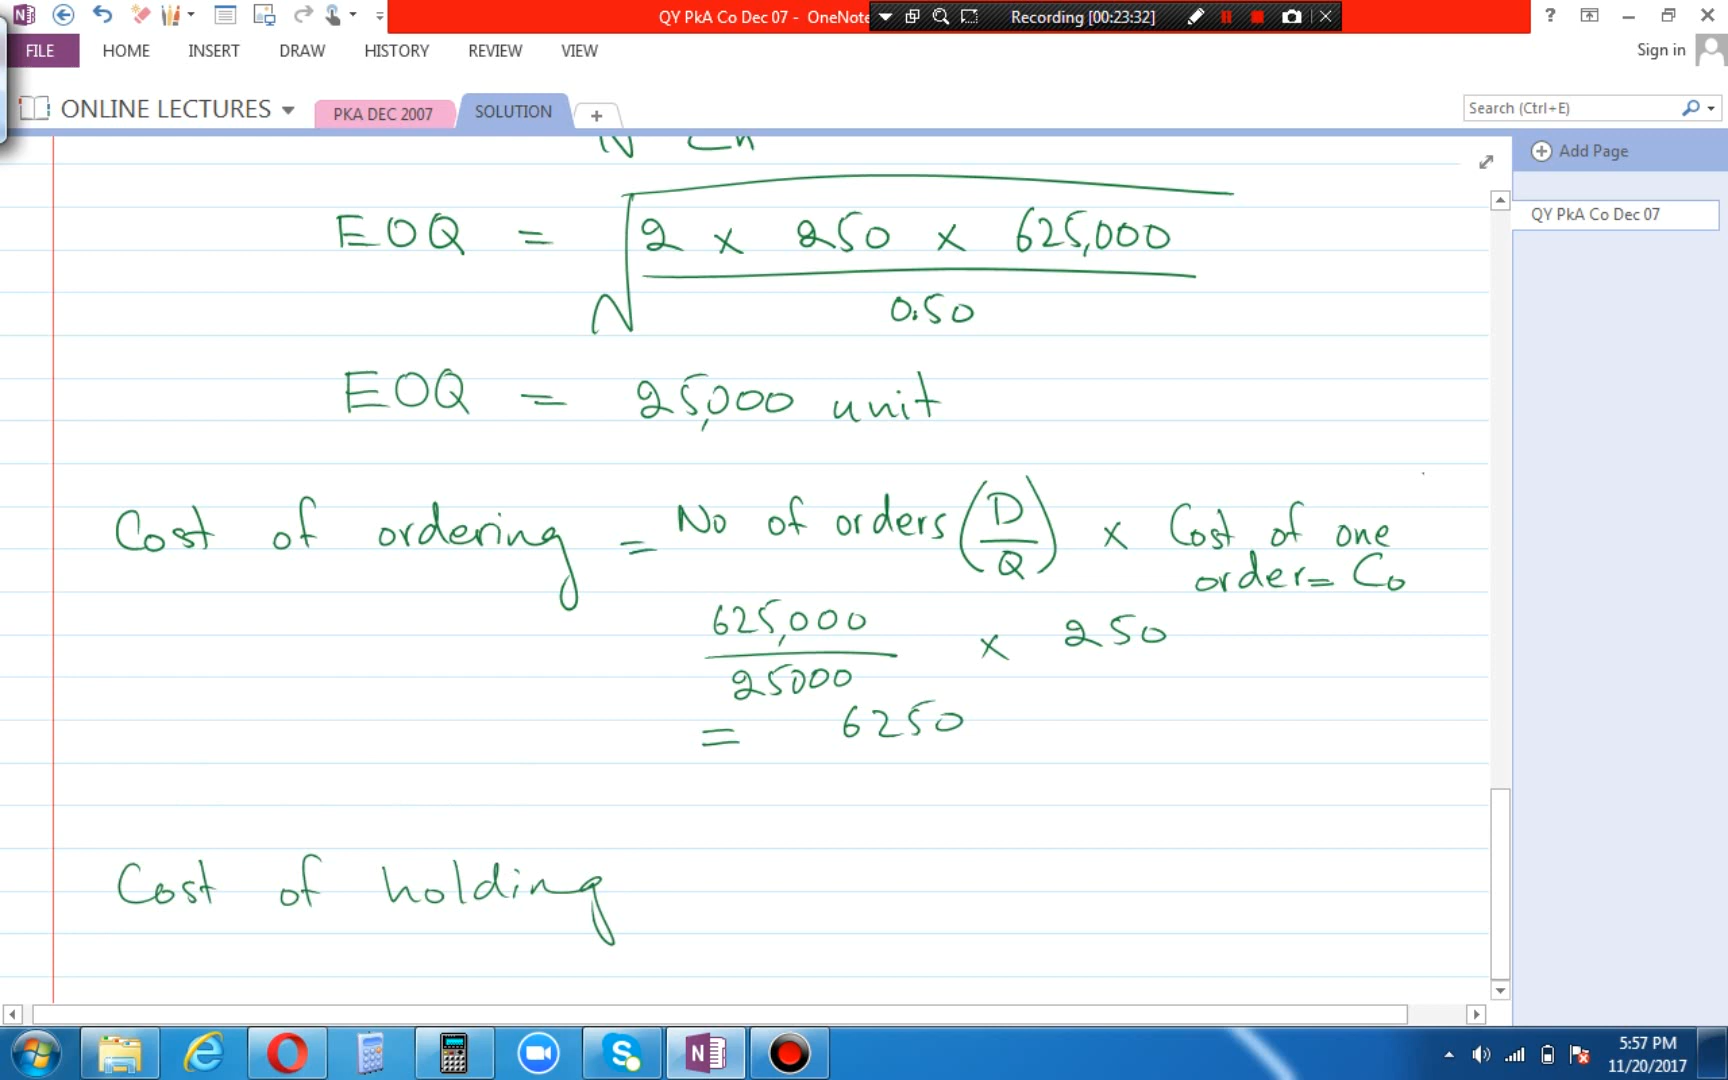 QY PkA Co Dec 07 - OneNote
Recording [00:23:32]
FILE HOME INSERT DRAW HISTORY REVIEW VIEW
Sign in
ONLINE LECTURES PKA DEC 2007 SOLUTION
Search (Ctrl+E)
Add Page
QY PkA Co Dec 07
EOQ = √ 2 x 250 x 625,000
0.50
EOQ = 25,000 unit
Cost of ordering = No of orders (D/Q) x Cost of one
order = Co
625,000
x 250
25000
= 6250
Cost of holding
5:57 PM
11/20/2017